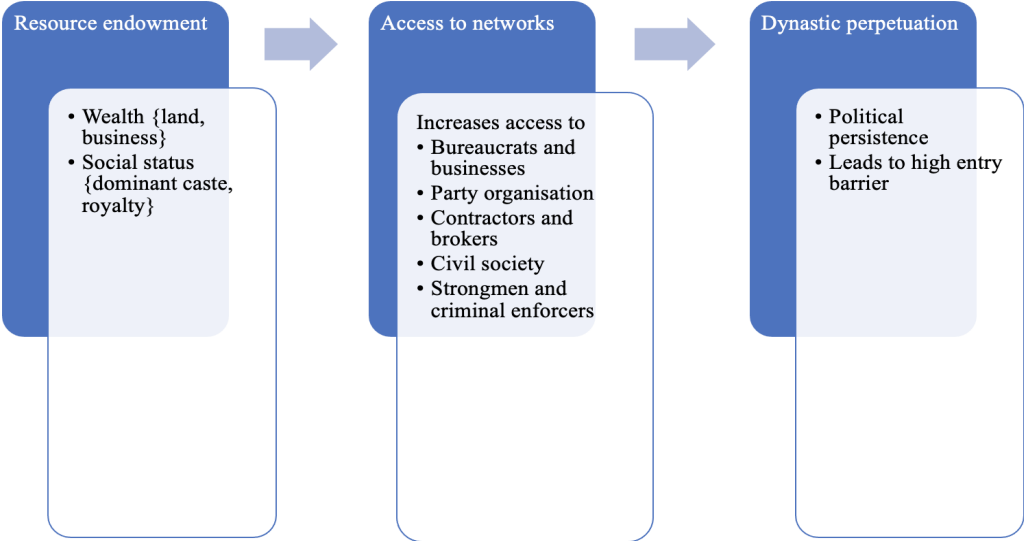 Resource endowment
• Wealth {land,
business}
• Social status
{dominant caste,
royalty}
Access to networks
Increases access to
• Bureaucrats and
businesses
• Party organisation
• Contractors and
brokers
• Civil society
• Strongmen and
criminal enforcers
Dynastic perpetuation
• Political
persistence
• Leads to high entry
barrier